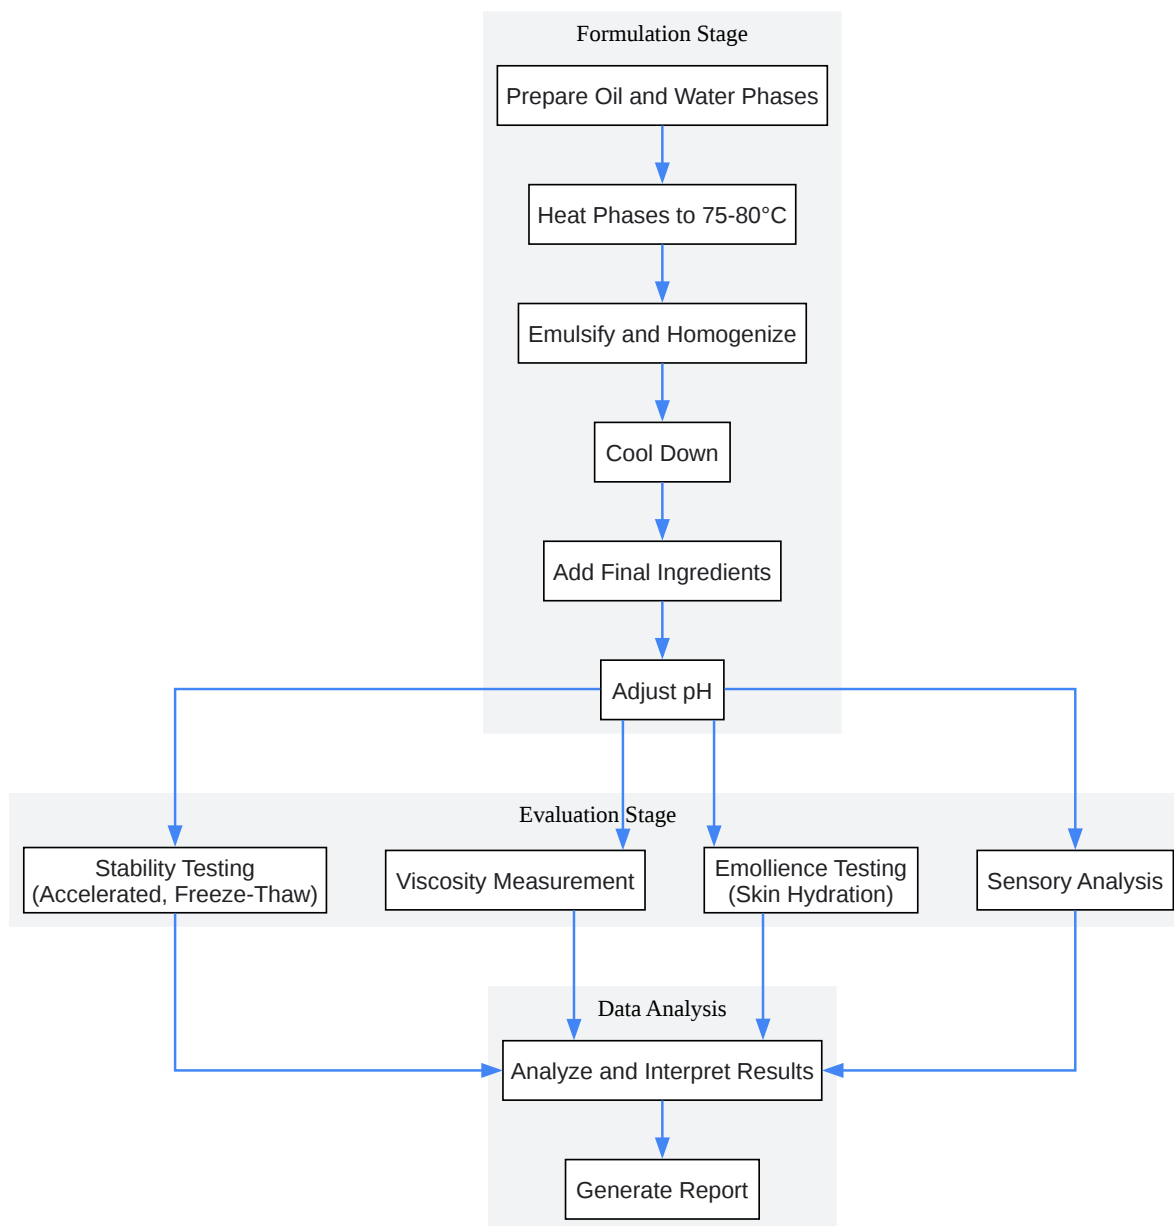 Formulation Stage
Prepare Oil and Water Phases
Heat Phases to 75-80°C
Emulsify and Homogenize
Cool Down
Add Final Ingredients
Adjust pH
Evaluation Stage
Stability Testing
(Accelerated, Freeze-Thaw)
Viscosity Measurement
Emollience Testing
(Skin Hydration)
Sensory Analysis
Data Analysis
Analyze and Interpret Results
Generate Report